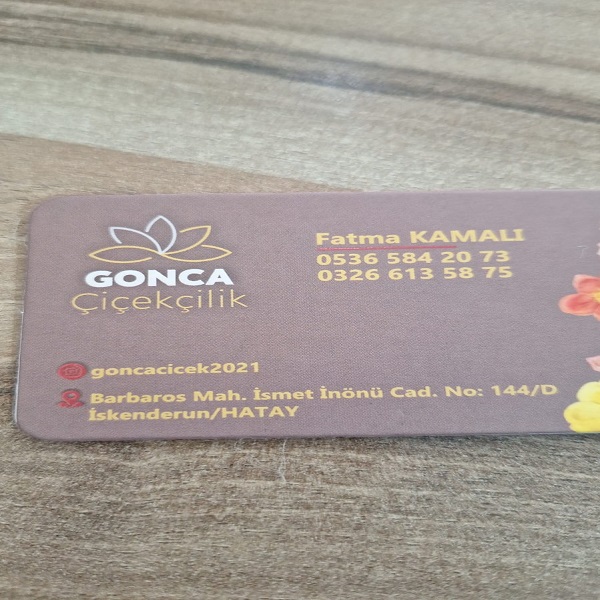 GONCA
Çiçekçilik
Fatma KAMALI
0536 584 20 73
0326 613 58 75
goncacicek2021
Barbaros Mah. İsmet İnönü Cad. No: 144/D
İskenderun/HATAY